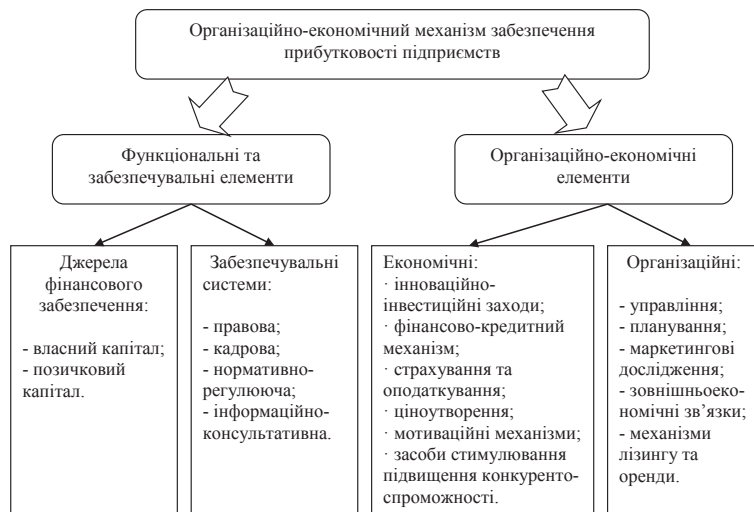 Організаційно-економічний механізм забезпечення
прибутковості підприємств
Функціональні та
забезпечувальні елементи
Організаційно-економічні
елементи
Джерела
фінансового
забезпечення:
- власний капітал;
- позичковий
капітал.
Забезпечувальні
системи:
- правова;
- кадрова;
- нормативно-
регулююча;
- інформаційно-
консультативна.
Економічні:
· інноваційно-
інвестиційні заходи;
· фінансово-кредитний
механізм;
· страхування та
оподаткування;
· ціноутворення;
· мотиваційні механізми;
· засоби стимулювання
підвищення конкуренто-
спроможності.
Організаційні:
- управління;
- планування;
- маркетингові
дослідження;
- зовнішньоеко-
номічні зв’язки;
- механізми
лізингу та
оренди.